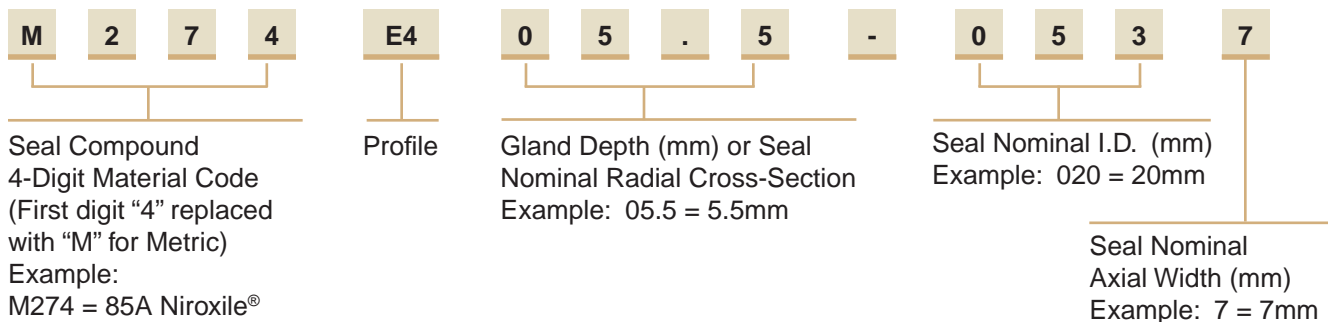 M 2 7 4 E4 0 5 . 5 - 0 5 3 7
Seal Compound
4-Digit Material Code
(First digit “4” replaced
with “M” for Metric)
Example:
M274 = 85A Niroxile®
Profile
Gland Depth (mm) or Seal
Nominal Radial Cross-Section
Example: 05.5 = 5.5mm
Seal Nominal I.D. (mm)
Example: 020 = 20mm
Seal Nominal
Axial Width (mm)
Example: 7 = 7mm